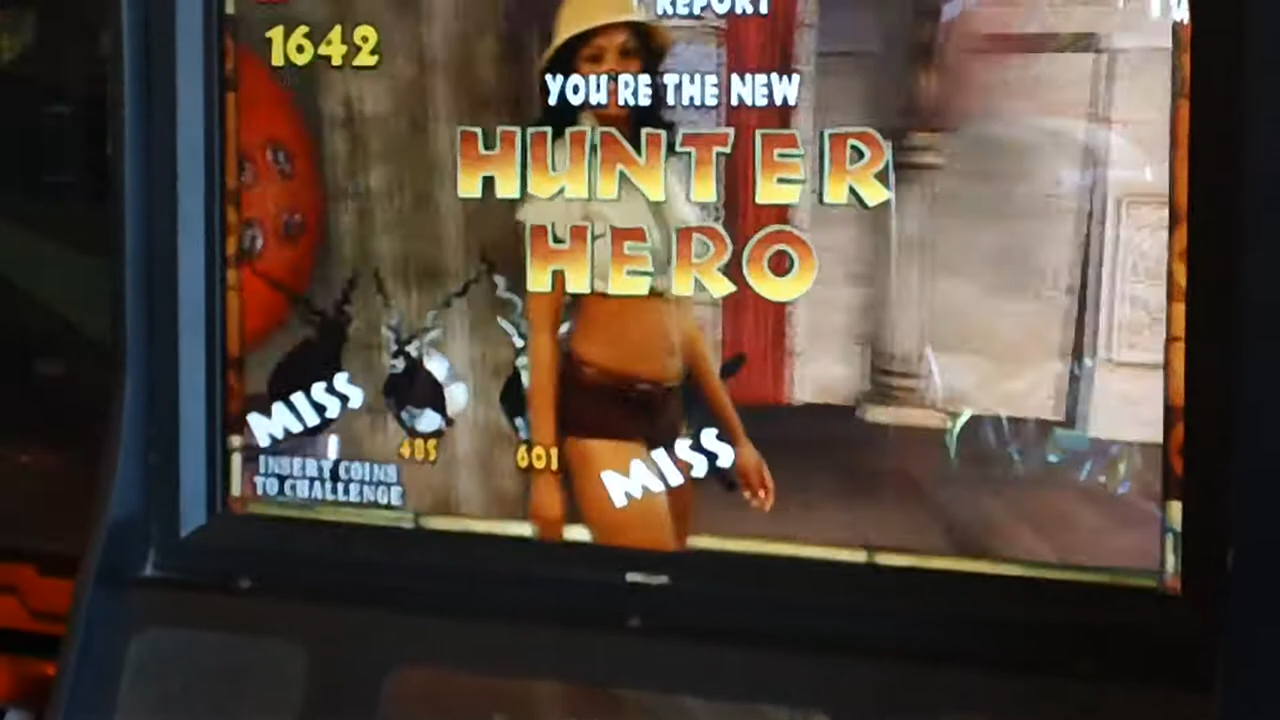 REPORT
1642
YOU'RE THE NEW
HUNTER
HERO
MISS
485
601
MISS
INSERT COINS
TO CHALLENGE